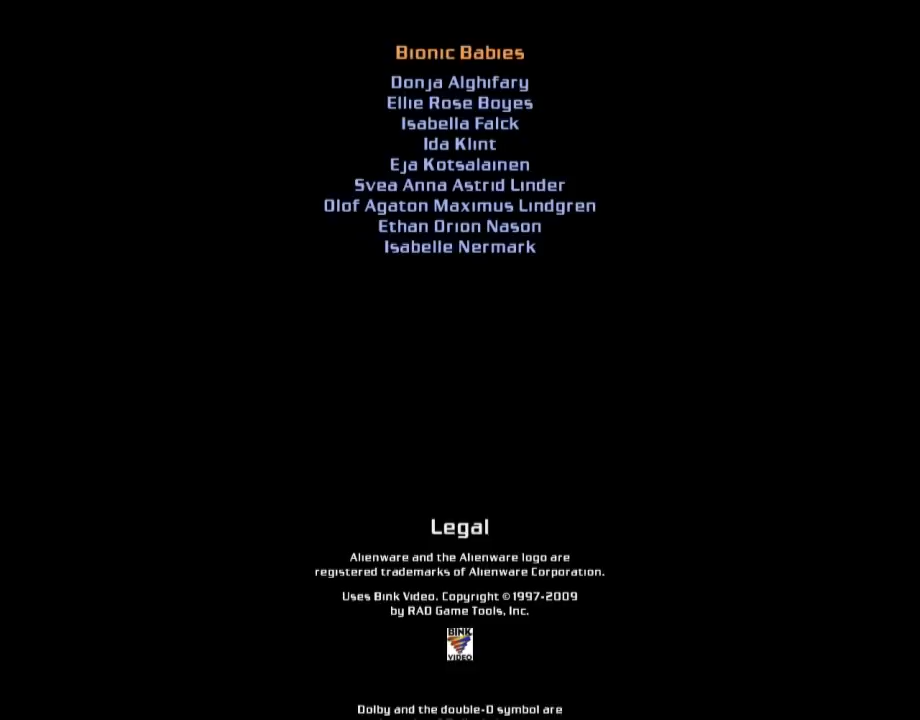 Bionic Babies
Donja Alghifary
Ellie Rose Boyes
Isabella Falck
Ida Klint
Eja Kotsalainen
Svea Anna Astrid Linder
Olof Agaton Maximus Lindgren
Ethan Orion Nason
Isabelle Nermark
Legal
Alienware and the Alienware logo are
registered trademarks of Alienware Corporation.
Uses Bink Video. Copyright © 1997-2009
by RAD Game Tools, Inc.
BINK
VIDEO
Dolby and the double-D symbol are